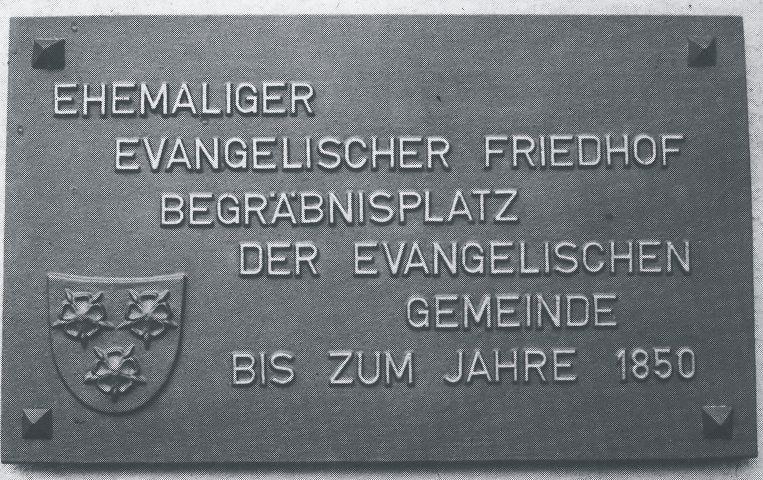 EHEMALIGER
EVANGELISCHER FRIEDHOF
BEGRÄBNISPLATZ
DER EVANGELISCHEN
GEMEINDE
BIS ZUM JAHRE 1850